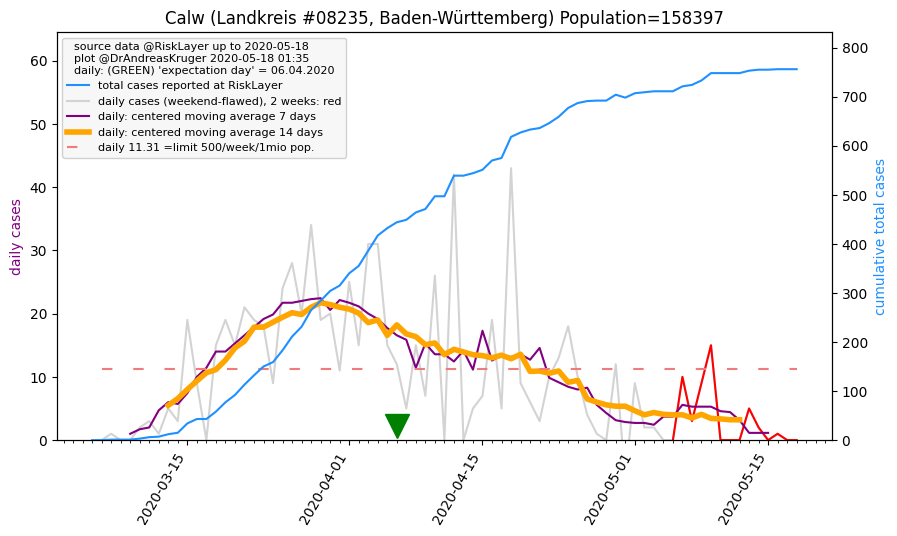 Calw (Landkreis #08235, Baden-Württemberg) Population=158397
source data @RiskLayer up to 2020-05-18
plot @DrAndreasKruger 2020-05-18 01:35
daily: (GREEN) 'expectation day' = 06.04.2020
total cases reported at RiskLayer
daily cases (weekend-flawed), 2 weeks: red
daily: centered moving average 7 days
daily: centered moving average 14 days
daily 11.31 =limit 500/week/1mio pop.
daily cases
60
50
40
30
20
10
0
cumulative total cases
800
700
600
500
400
300
200
100
0
2020-03-15
2020-04-01
2020-04-15
2020-05-01
2020-05-15